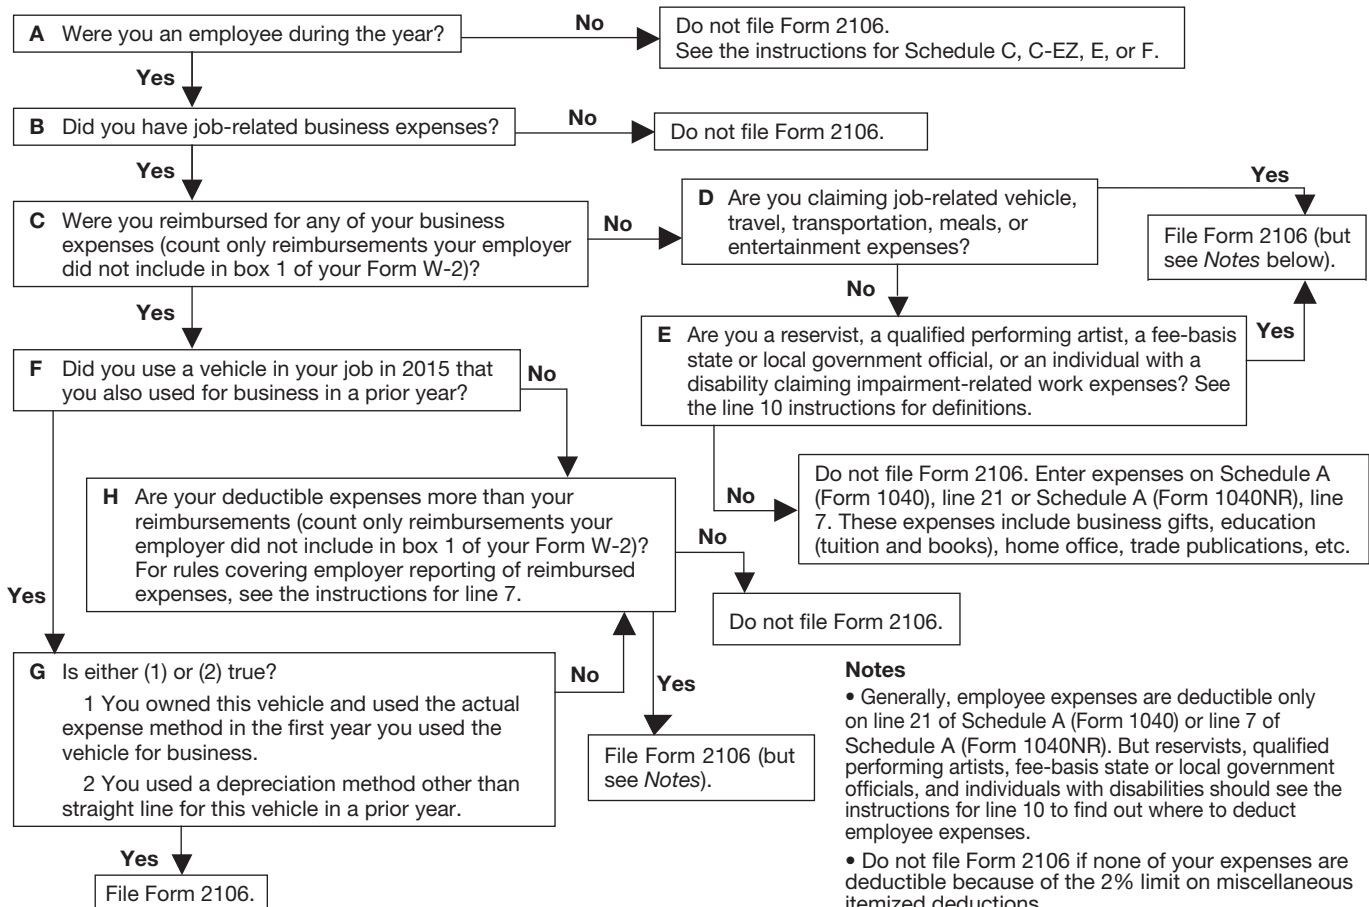 A Were you an employee during the year?
No
Do not file Form 2106.
See the instructions for Schedule C, C-EZ, E, or F.
Yes
B Did you have job-related business expenses?
No
Do not file Form 2106.
Yes
C Were you reimbursed for any of your business
expenses (count only reimbursements your employer
did not include in box 1 of your Form W-2)?
No
D Are you claiming job-related vehicle,
travel, transportation, meals, or
entertainment expenses?
Yes
File Form 2106 (but
see Notes below).
No
Yes
E Are you a reservist, a qualified performing artist, a fee-basis
state or local government official, or an individual with a
disability claiming impairment-related work expenses? See
the line 10 instructions for definitions.
Yes
F Did you use a vehicle in your job in 2015 that
you also used for business in a prior year?
No
No
Do not file Form 2106. Enter expenses on Schedule A
(Form 1040), line 21 or Schedule A (Form 1040NR), line
7. These expenses include business gifts, education
(tuition and books), home office, trade publications, etc.
H Are your deductible expenses more than your
reimbursements (count only reimbursements your
employer did not include in box 1 of your Form W-2)?
For rules covering employer reporting of reimbursed
expenses, see the instructions for line 7.
No
Do not file Form 2106.
Yes
G Is either (1) or (2) true?
1 You owned this vehicle and used the actual
expense method in the first year you used the
vehicle for business.
2 You used a depreciation method other than
straight line for this vehicle in a prior year.
No
Yes
File Form 2106 (but
see Notes).
Yes
File Form 2106.
Notes
• Generally, employee expenses are deductible only
on line 21 of Schedule A (Form 1040) or line 7 of
Schedule A (Form 1040NR). But reservists, qualified
performing artists, fee-basis state or local government
officials, and individuals with disabilities should see the
instructions for line 10 to find out where to deduct
employee expenses.
• Do not file Form 2106 if none of your expenses are
deductible because of the 2% limit on miscellaneous
itemized deductions.